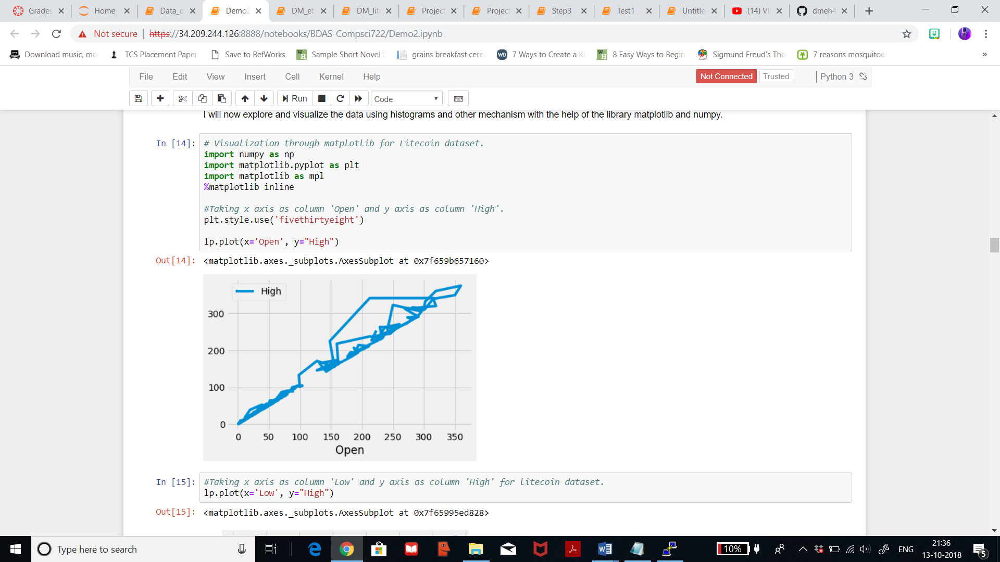 Grades
Home
Data_d
Demo2
DM_et
DM_lit
Project
Project
Step3
Test1
Untitle
(14) VI
dmeh4
Not secure
https://34.209.244.126:8888/notebooks/BDAS-Compsci722/Demo2.ipynb
Download music, mo
TCS Placement Paper
Save to RefWorks
Sample Short Novel
grains breakfast cere
WD
7 Ways to Create a Ki
8 Easy Ways to Begin
Sigmund Freud's The
7 reasons mosquitoe
»
File Edit View Insert Cell Kernel Help
Not Connected
Trusted
Python 3
Run
Code
I will now explore and visualize the data using histograms and other mechanism with the help of the library matplotlib and numpy.
In [14]:
# Visualization through matplotlib for Litecoin dataset.
import numpy as np
import matplotlib.pyplot as plt
import matplotlib as mpl
%matplotlib inline
#Taking x axis as column 'Open' and y axis as column 'High'.
plt.style.use('fivethirtyeight')
lp.plot(x='Open', y="High")
Out[14]:
<matplotlib.axes._subplots.AxesSubplot at 0x7f659b657160>
High
300
200
100
0
0 50 100 150 200 250 300 350
Open
In [15]:
#Taking x axis as column 'Low' and y axis as column 'High' for litecoin dataset.
lp.plot(x='Low', y="High")
Out[15]:
<matplotlib.axes._subplots.AxesSubplot at 0x7f65995ed828>
Type here to search
10%
ENG
21:36
13-10-2018
5